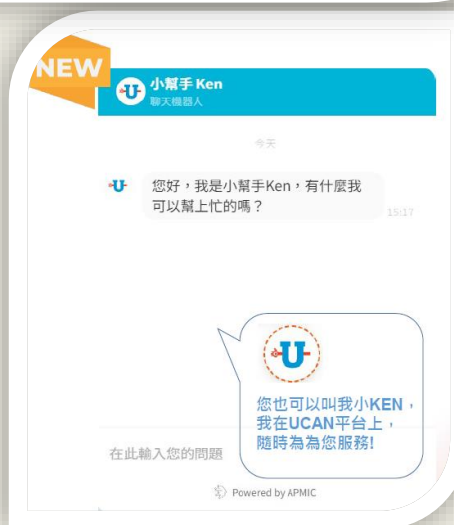 NEW
小幫手 Ken
聊天機器人
今天
您好，我是小幫手Ken，有什麼我
可以幫上忙的嗎？
15:17
U
您也可以叫我小KEN，
我在UCAN平台上，
隨時為為您服務!
在此輸入您的問題
Powered by APMIC